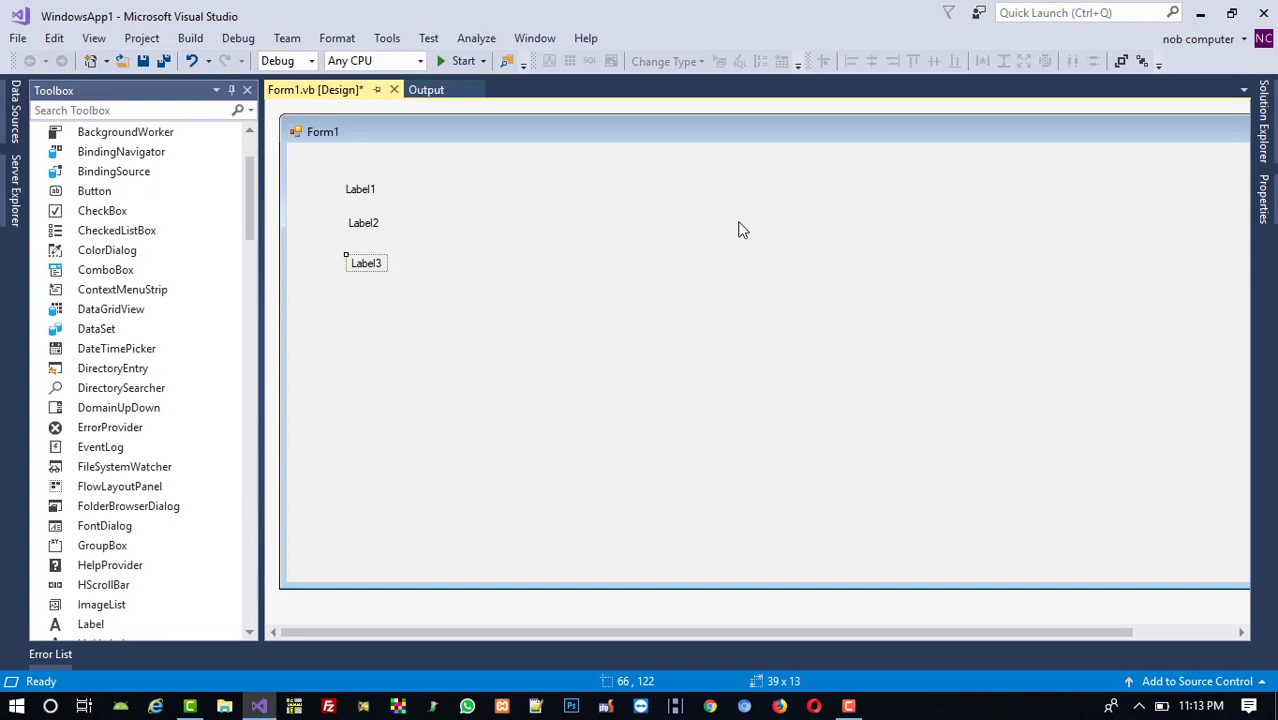 WindowsApp1 - Microsoft Visual Studio
Quick Launch (Ctrl+Q)
File Edit View Project Build Debug Team Format Tools Test Analyze Window Help
nob computer NC
Debug Any CPU Start Change Type
Data Sources
Server Explorer
Toolbox
Search Toolbox
BackgroundWorker
BindingNavigator
BindingSource
Button
CheckBox
CheckedListBox
ColorDialog
ComboBox
ContextMenuStrip
DataGridView
DataSet
DateTimePicker
DirectoryEntry
DirectorySearcher
DomainUpDown
ErrorProvider
EventLog
FileSystemWatcher
FlowLayoutPanel
FolderBrowserDialog
FontDialog
GroupBox
HelpProvider
HScrollBar
ImageList
Label
Form1.vb [Design]* Output
Form1
Label1
Label2
Label3
Solution Explorer
Properties
Error List
Ready 66 , 122 39 x 13 Add to Source Control
11:13 PM